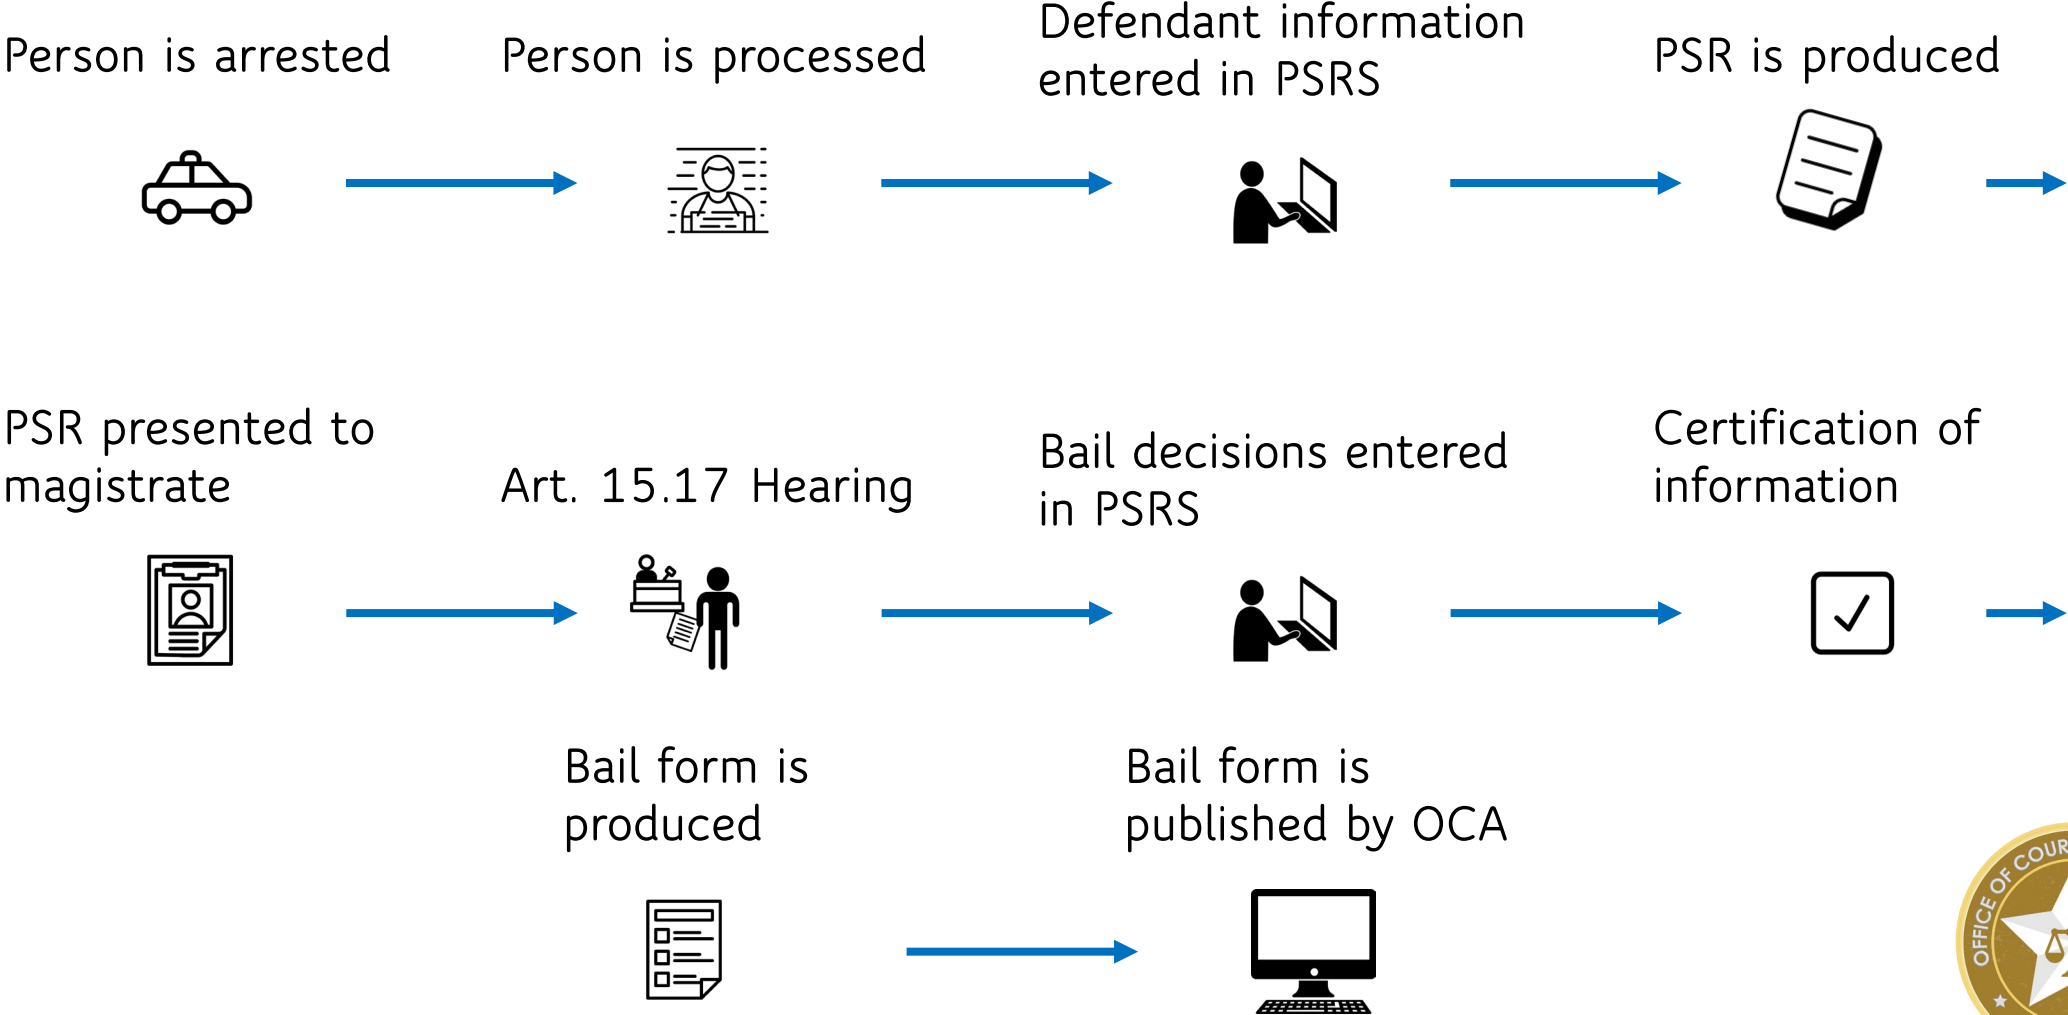 Person is arrested
Person is processed
Defendant information
entered in PSRS
PSR is produced
PSR presented to
magistrate
Art. 15.17 Hearing
Bail decisions entered
in PSRS
Certification of
information
Bail form is
produced
Bail form is
published by OCA
OFFICE OF COUR